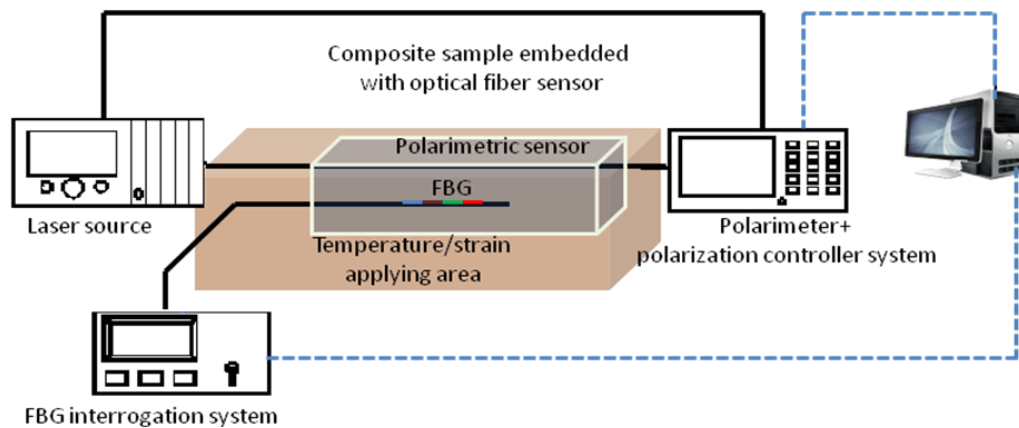 Composite sample embedded
with optical fiber sensor
Polarimetric sensor
FBG
Laser source
Temperature/strain
applying area
Polarimeter+
polarization controller system
FBG interrogation system